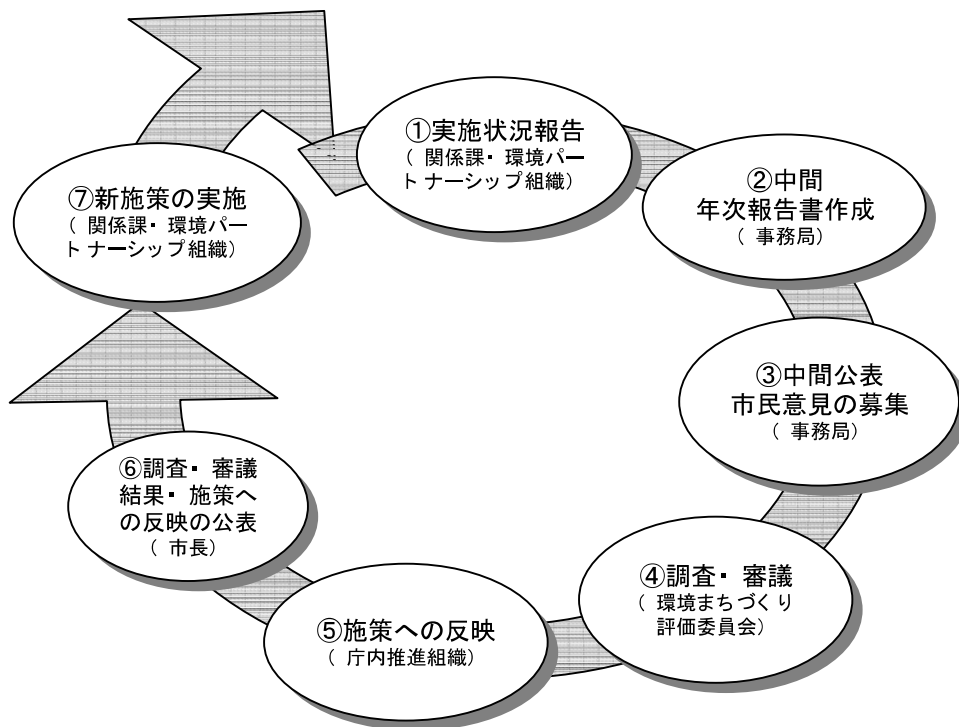 ①実施状況報告
（関係課・環境パー
トナーシップ組織）
②中間
年次報告書作成
（事務局）
③中間公表
市民意見の募集
（事務局）
④調査・審議
（環境まちづくり
評価委員会）
⑤施策への反映
（庁内推進組織）
⑥調査・審議
結果・施策へ
の反映の公表
（市長）
⑦新施策の実施
（関係課・環境パー
トナーシップ組織）